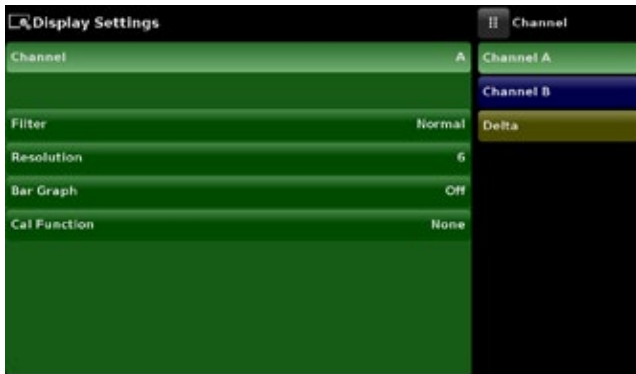 Display Settings
Channel A
Filter Normal
Resolution 6
Bar Graph Off
Cal Function None
Channel
Channel A
Channel B
Delta